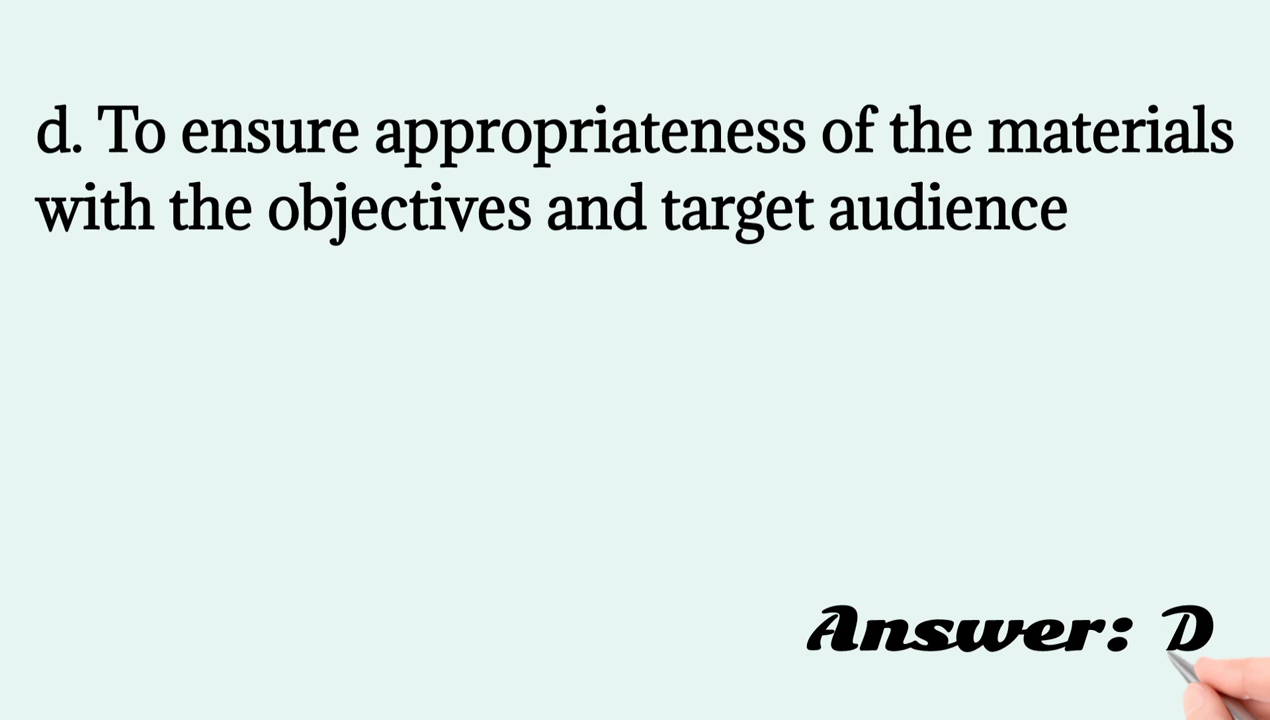 d. To ensure appropriateness of the materials
with the objectives and target audience
Answer: D